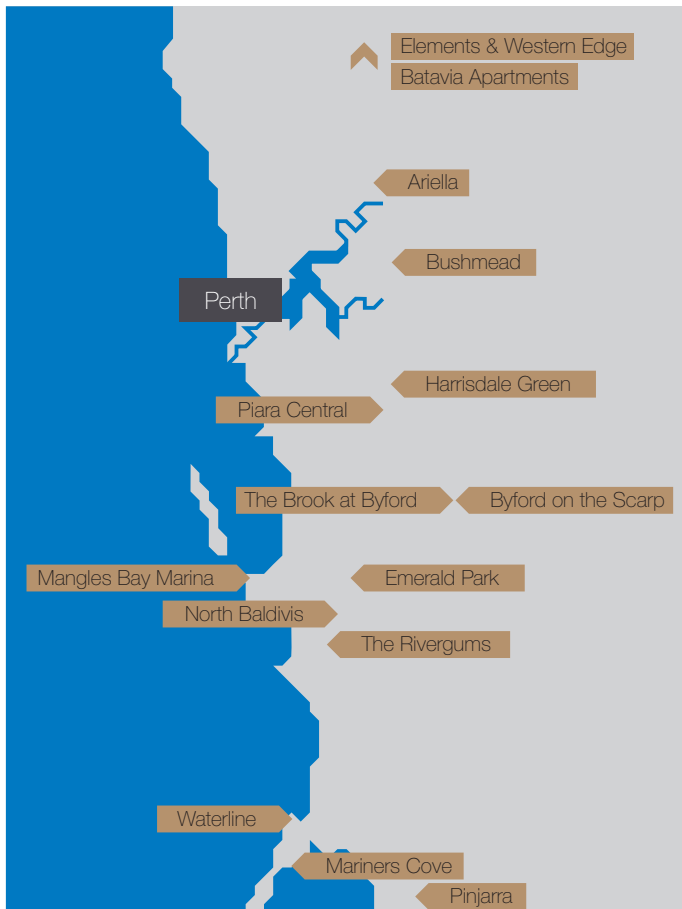 Elements & Western Edge
Batavia Apartments
Ariella
Bushmead
Perth
Harrisdale Green
Piara Central
The Brook at Byford
Byford on the Scarp
Mangles Bay Marina
Emerald Park
North Baldivis
The Rivergums
Waterline
Mariners Cove
Pinjarra